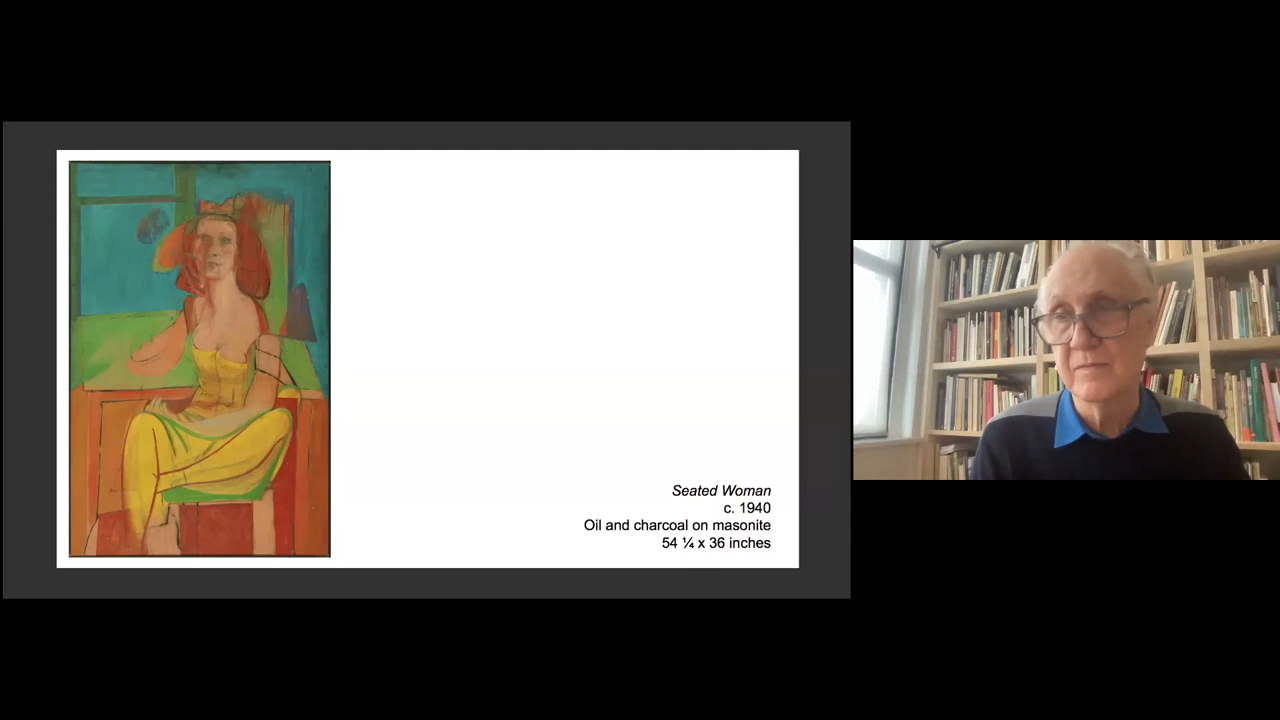 Seated Woman
c. 1940
Oil and charcoal on masonite
54 ¼ x 36 inches